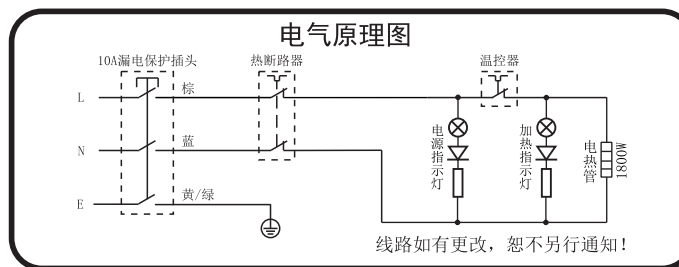 电气原理图
10A漏电保护插头
热断路器
温控器
L
棕
N
蓝
E
黄/绿
电源指示灯
加热指示灯
电热管
1800W
线路如有更改，恕不另行通知！